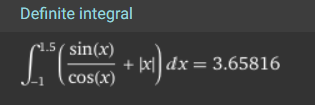 Definite integral
∫_{-1}^{1.5} ( sin(x) / cos(x) + |x| ) dx = 3.65816